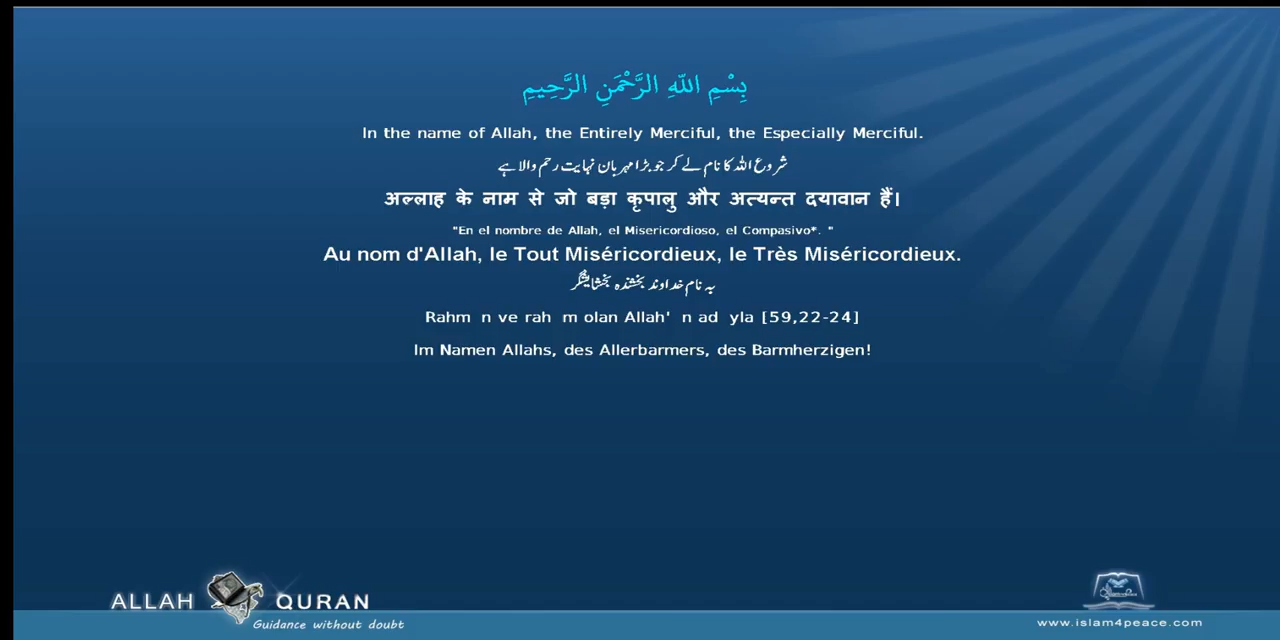 بِسْمِ اللّهِ الرَّحْمَنِ الرَّحِيمِ
In the name of Allah, the Entirely Merciful, the Especially Merciful.
شروع اللہ کا نام لے کر جو بڑا مہربان نہایت رحم والا ہے
अल्लाह के नाम से जो बड़ा कृपालु और अत्यन्त दयावान हैं।
"En el nombre de Allah, el Misericordioso, el Compasivo*. "
Au nom d'Allah, le Tout Miséricordieux, le Très Miséricordieux.
به نام خداوند بخشنده بخشایشگر
Rahm n ve rah m olan Allah' n ad yla [59,22-24]
Im Namen Allahs, des Allerbarmers, des Barmherzigen!
ALLAH QURAN
Guidance without doubt
www.islam4peace.com